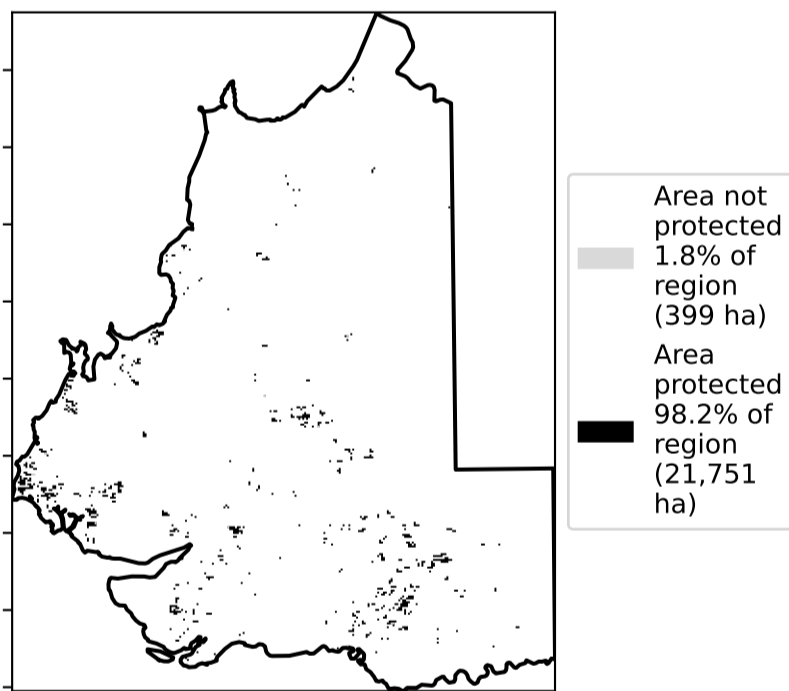 Area not
protected
1.8% of
region
(399 ha)
Area
protected
98.2% of
region
(21,751
ha)